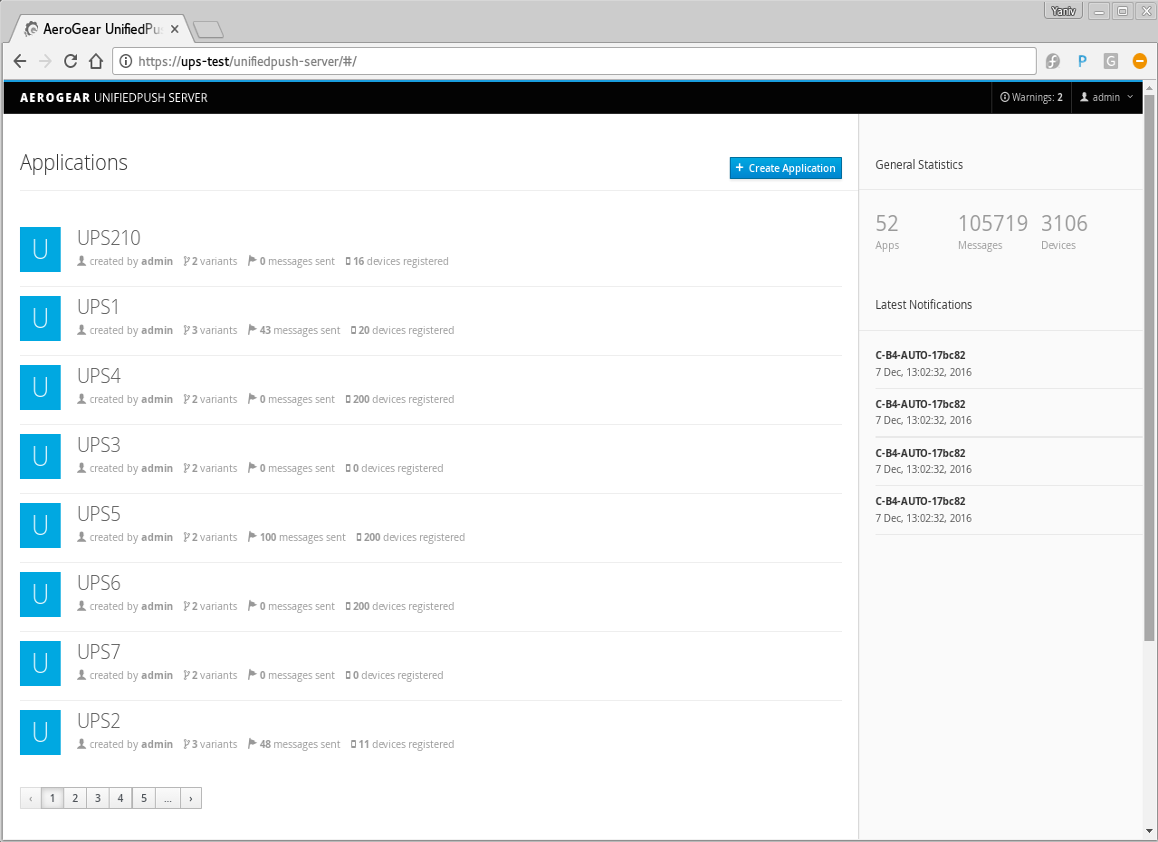 Yaniv
AeroGear UnifiedPu
https://ups-test/unifiedpush-server/#/
P
G
AEROGEAR UNIFIEDPUSH SERVER
Warnings: 2
admin
Applications
+ Create Application
U
UPS210
created by admin 2 variants 0 messages sent 16 devices registered
U
UPS1
created by admin 3 variants 43 messages sent 20 devices registered
U
UPS4
created by admin 2 variants 0 messages sent 200 devices registered
U
UPS3
created by admin 2 variants 0 messages sent 0 devices registered
U
UPS5
created by admin 2 variants 100 messages sent 200 devices registered
U
UPS6
created by admin 2 variants 0 messages sent 200 devices registered
U
UPS7
created by admin 2 variants 0 messages sent 0 devices registered
U
UPS2
created by admin 3 variants 48 messages sent 11 devices registered
‹ 1 2 3 4 5 ... ›
General Statistics
52 105719 3106
Apps Messages Devices
Latest Notifications
C-B4-AUTO-17bc82
7 Dec, 13:02:32, 2016
C-B4-AUTO-17bc82
7 Dec, 13:02:32, 2016
C-B4-AUTO-17bc82
7 Dec, 13:02:32, 2016
C-B4-AUTO-17bc82
7 Dec, 13:02:32, 2016